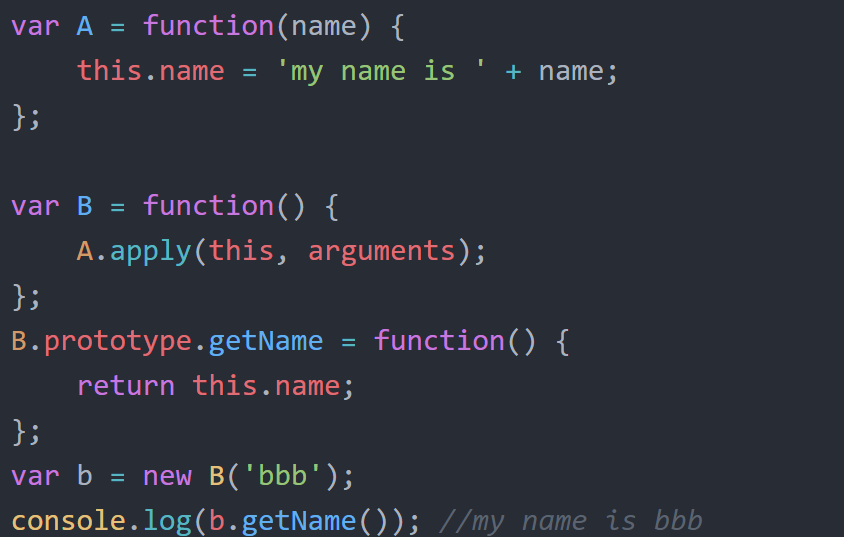 var A = function(name) {
    this.name = 'my name is ' + name;
};

var B = function() {
    A.apply(this, arguments);
};
B.prototype.getName = function() {
    return this.name;
};
var b = new B('bbb');
console.log(b.getName()); //my name is bbb